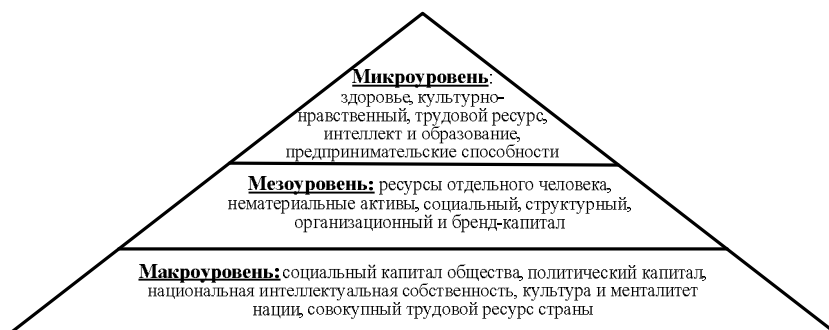 Микроуровень:
здоровье, культурно-
нравственный, трудовой ресурс,
интеллект и образование,
предпринимательские способности
Мезоуровень: ресурсы отдельного человека,
нематериальные активы, социальный, структурный,
организационный и бренд-капитал
Макроуровень: социальный капитал общества, политический капитал,
национальная интеллектуальная собственность, культура и менталитет
нации, совокупный трудовой ресурс страны